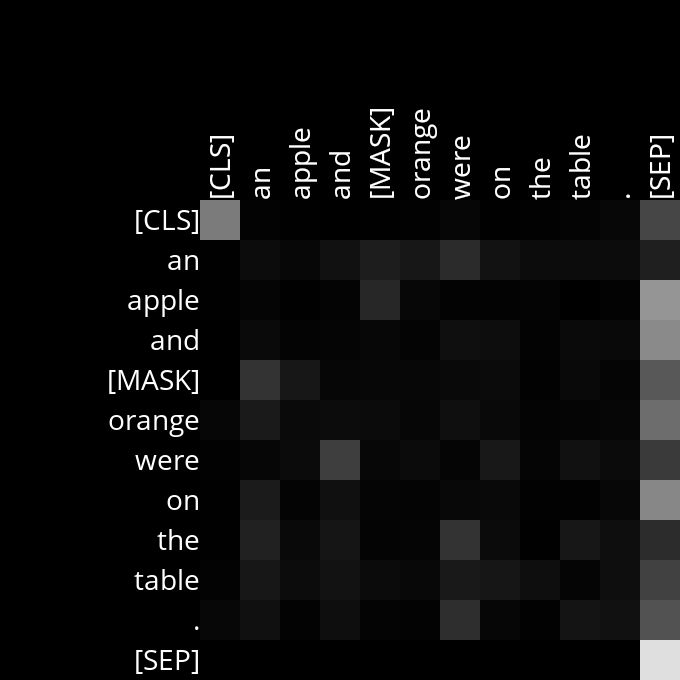 [CLS] an apple and [MASK] orange were on the table . [SEP]
[CLS]
an
apple
and
[MASK]
orange
were
on
the
table
.
[SEP]